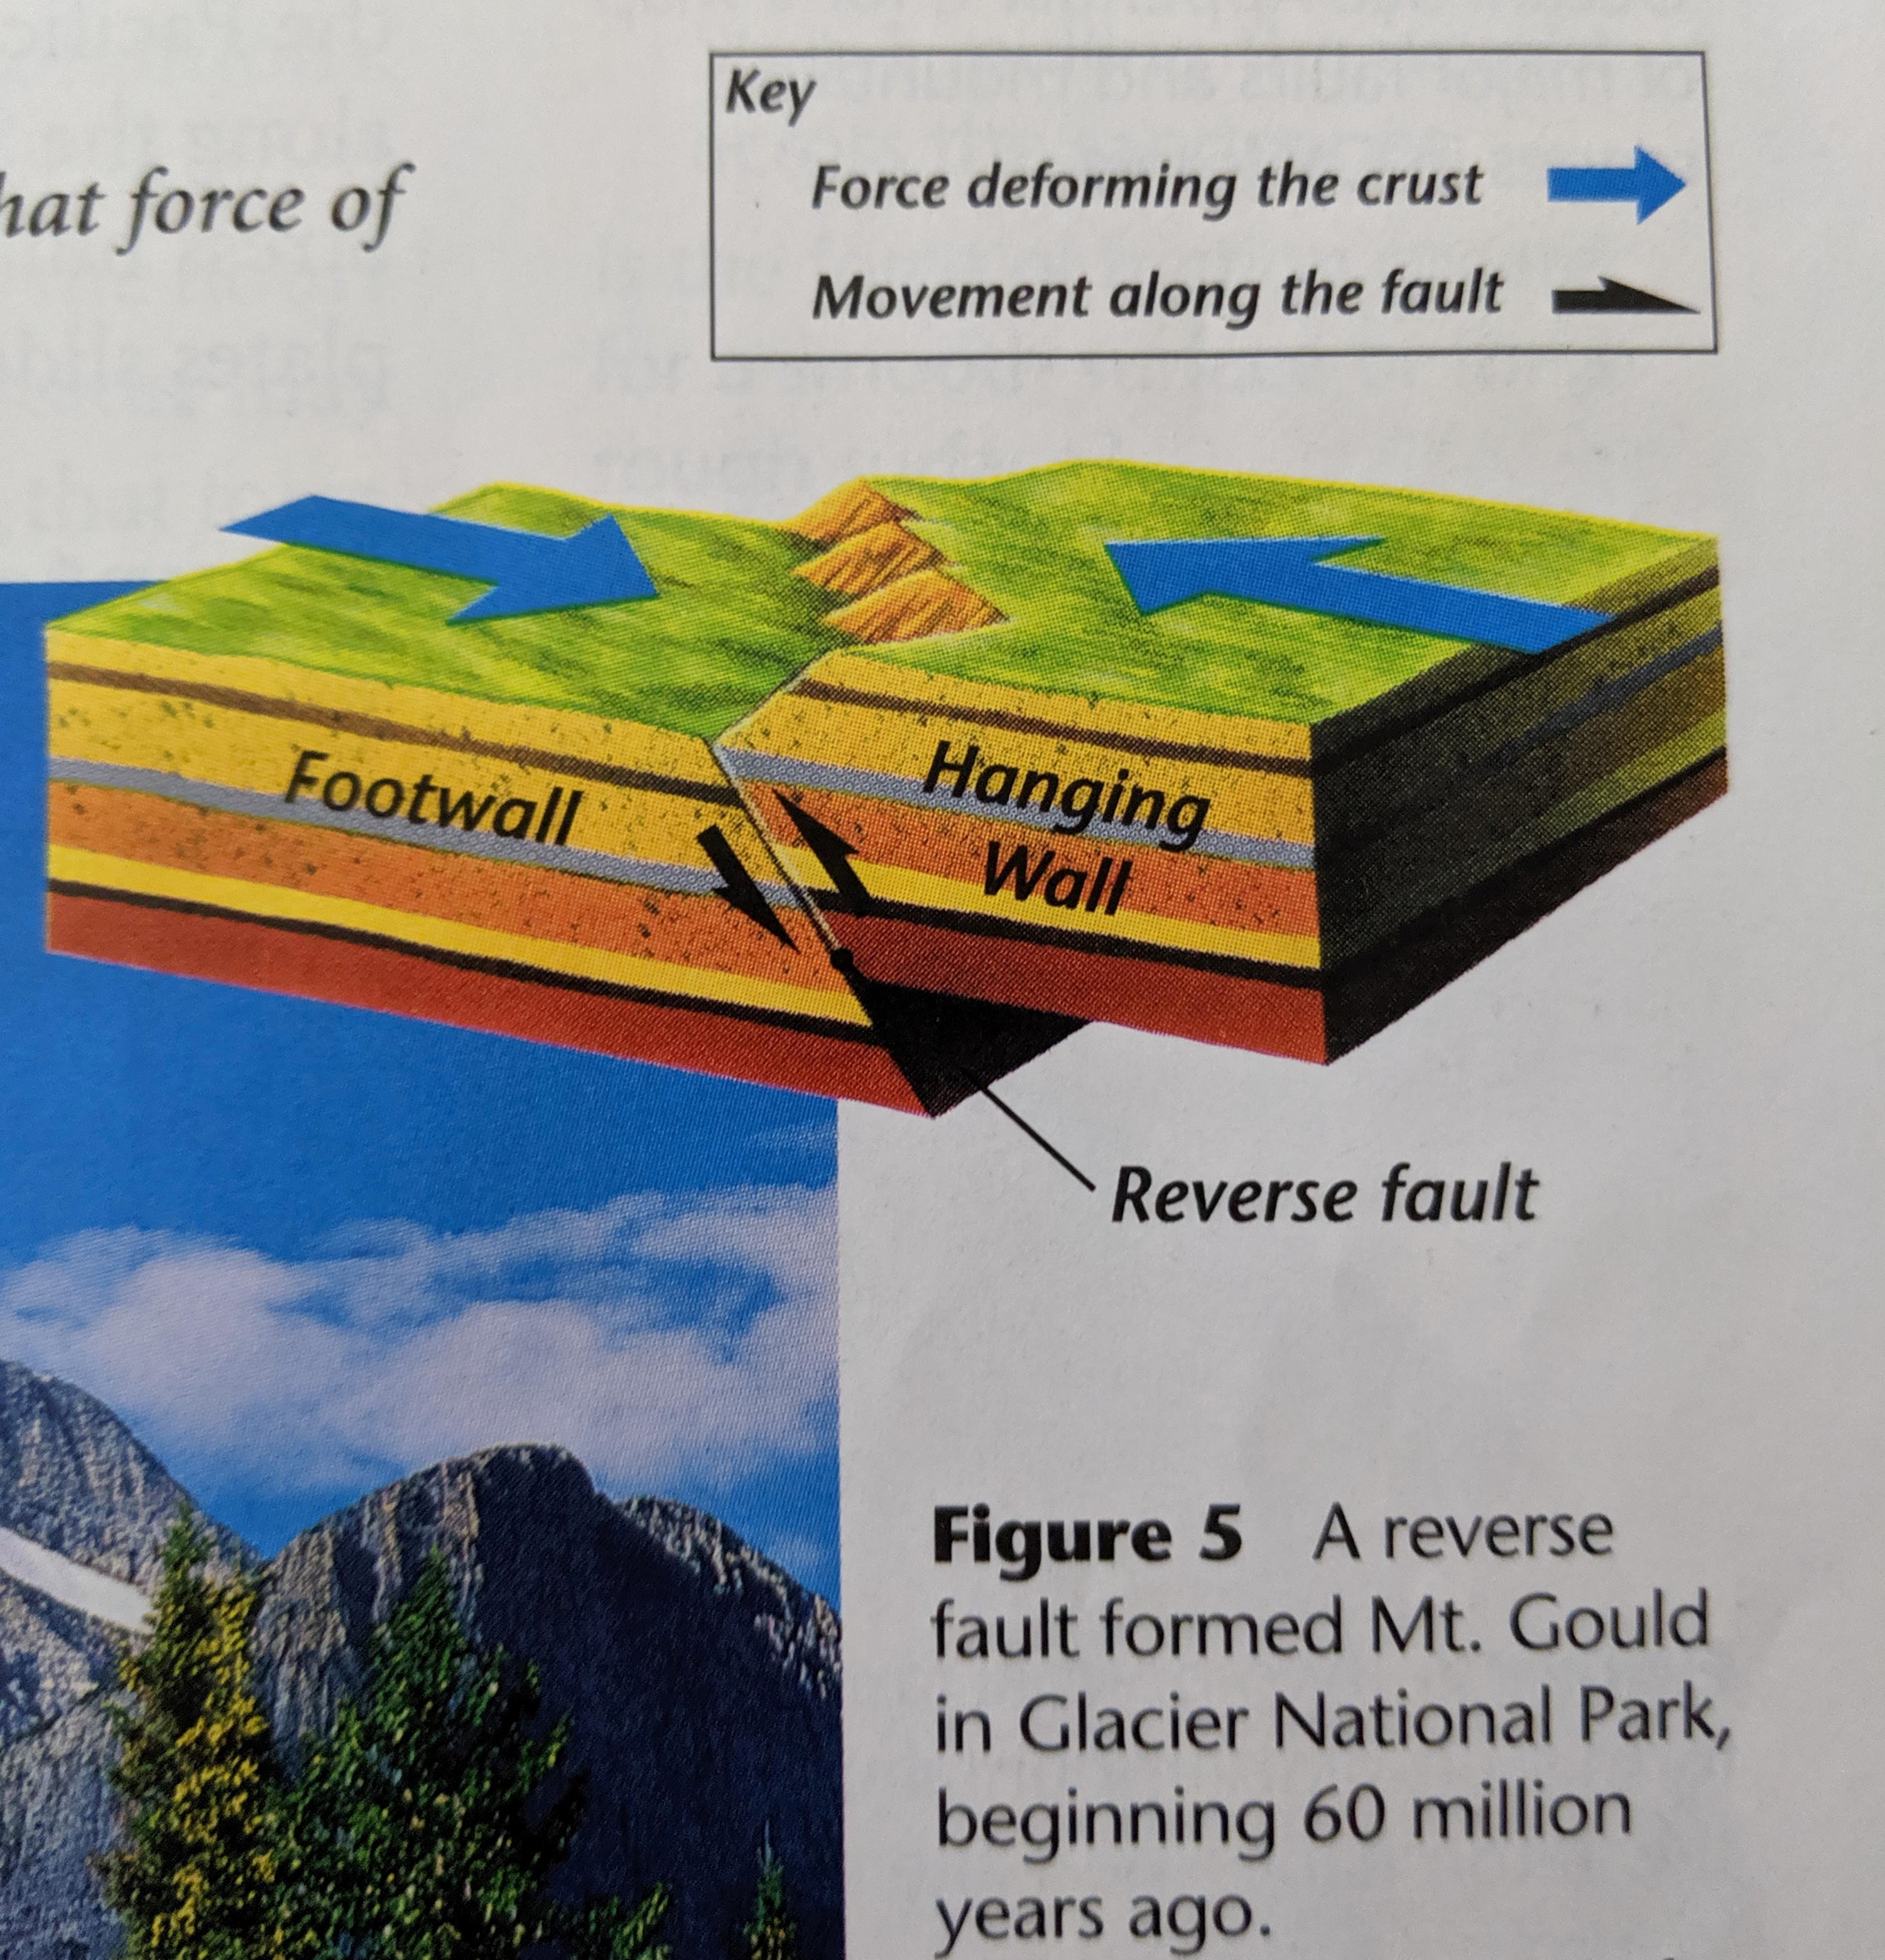 hat force of
Key
Force deforming the crust
Movement along the fault
Footwall
Hanging
Wall
Reverse fault
Figure 5 A reverse
fault formed Mt. Gould
in Glacier National Park,
beginning 60 million
years ago.